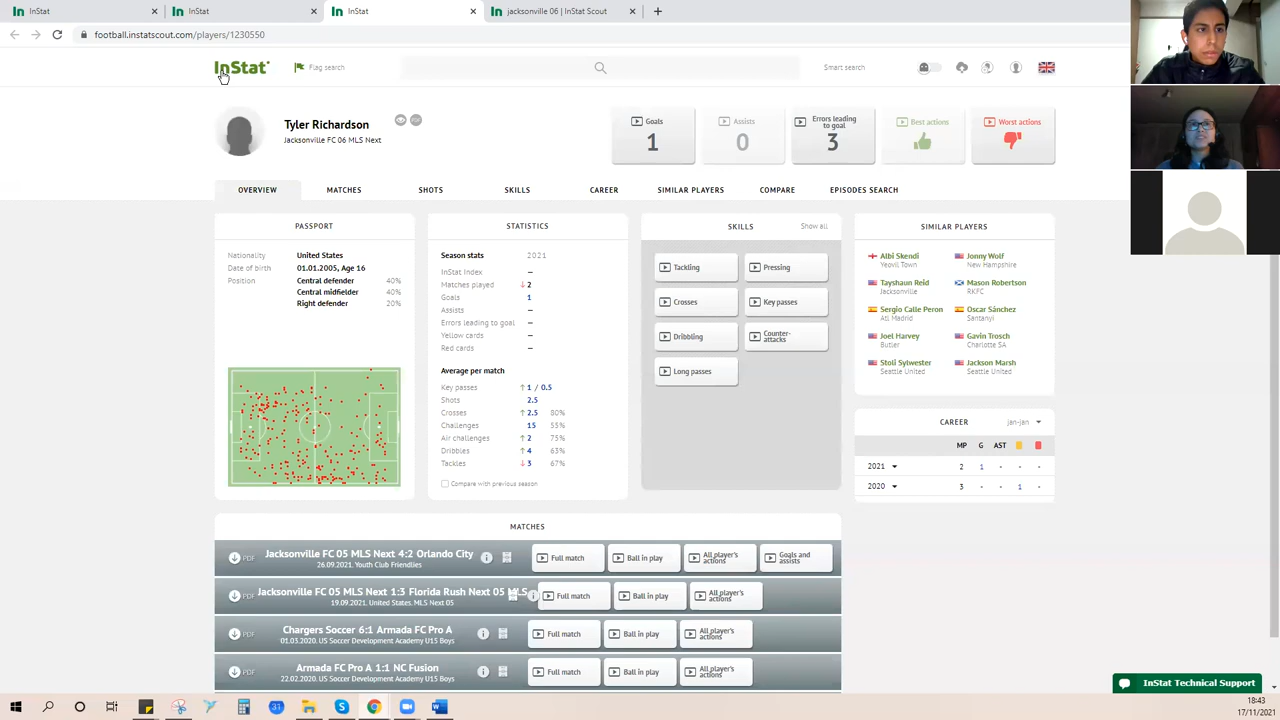 InStat
InStat
InStat
jacksonville 06 | InStat Scout
football.instatscout.com/players/1230550
InStat
Flag search
Smart search
Tyler Richardson
Jacksonville FC 06 MLS Next
Goals
1
Assists
0
Errors leading
to goal
3
Best actions
Worst actions
OVERVIEW
MATCHES
SHOTS
SKILLS
CAREER
SIMILAR PLAYERS
COMPARE
EPISODES SEARCH
PASSPORT
Nationality United States
Date of birth 01.01.2005, Age 16
Position Central defender 40%
Central midfielder 40%
Right defender 20%
STATISTICS
Season stats 2021
InStat Index –
Matches played ↓ 2
Goals 1
Assists –
Errors leading to goal –
Yellow cards –
Red cards –
Average per match
Key passes ↑ 1 / 0.5
Shots 2.5
Crosses ↑ 2.5 80%
Challenges 15 53%
Air challenges ↑ 2 75%
Dribbles ↑ 4 63%
Tackles ↓ 3 67%
Compare with previous season
SKILLS Show all
Tackling Pressing
Crosses Key passes
Dribbling Counter-
attacks
Long passes
SIMILAR PLAYERS
Albi Skendi Jonny Wolf
Yeovil Town New Hampshire
Tayshaun Reid Mason Robertson
Jacksonville RKFC
Sergio Calle Peron Oscar Sánchez
Atl Madrid Santanyi
Joel Harvey Gavin Trosch
Butler Charlotte SA
Stoli Sylwester Jackson Marsh
Seattle United Seattle United
CAREER jan-jan
MP G AST
2021 2 1 - - -
2020 3 - - 1 -
MATCHES
PDF Jacksonville FC 05 MLS Next 4:2 Orlando City
26.09.2021, Youth Club Friendlies
Full match Ball in play All player's
actions Goals and
assists
PDF Jacksonville FC 05 MLS Next 1:3 Florida Rush Next 05 MLS
19.09.2021, United States. MLS Next 05
Full match Ball in play All player's
actions
PDF Chargers Soccer 6:1 Armada FC Pro A
01.03.2020, US Soccer Development Academy U15 Boys
Full match Ball in play All player's
actions
PDF Armada FC Pro A 1:1 NC Fusion
22.02.2020, US Soccer Development Academy U15 Boys
Full match Ball in play All player's
actions
InStat Technical Support
31
18:43
17/11/2021